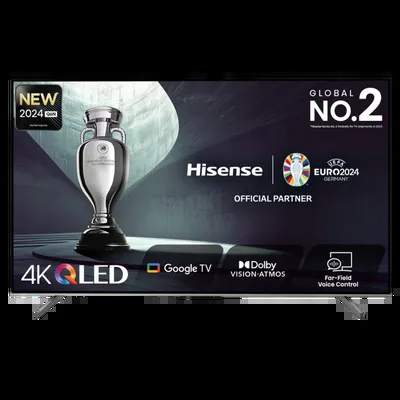 NEW
2024
GLOBAL
NO.2
Hisense
UEFA
EURO2024
GERMANY
OFFICIAL PARTNER
4K QLED
Google TV
Dolby
VISION·ATMOS
Far-Field
Voice Control